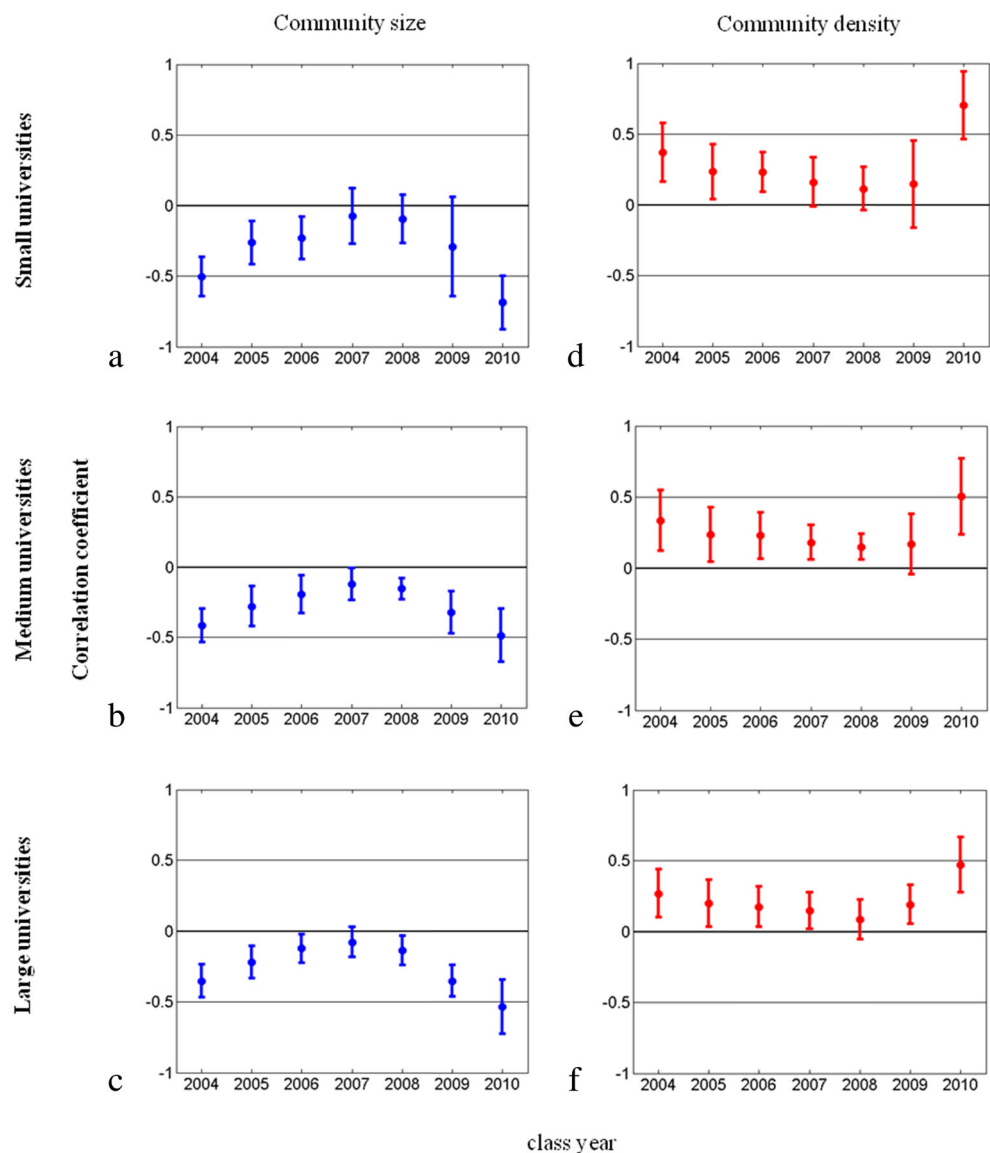 Community size
Community density
Small universities
1
0.5
0
-0.5
-1
2004 2005 2006 2007 2008 2009 2010
a
1
0.5
0
-0.5
-1
2004 2005 2006 2007 2008 2009 2010
d
Medium universities
Correlation coefficient
1
0.5
0
-0.5
-1
2004 2005 2006 2007 2008 2009 2010
b
1
0.5
0
-0.5
-1
2004 2005 2006 2007 2008 2009 2010
e
Large universities
1
0.5
0
-0.5
-1
2004 2005 2006 2007 2008 2009 2010
c
1
0.5
0
-0.5
-1
2004 2005 2006 2007 2008 2009 2010
f
class year